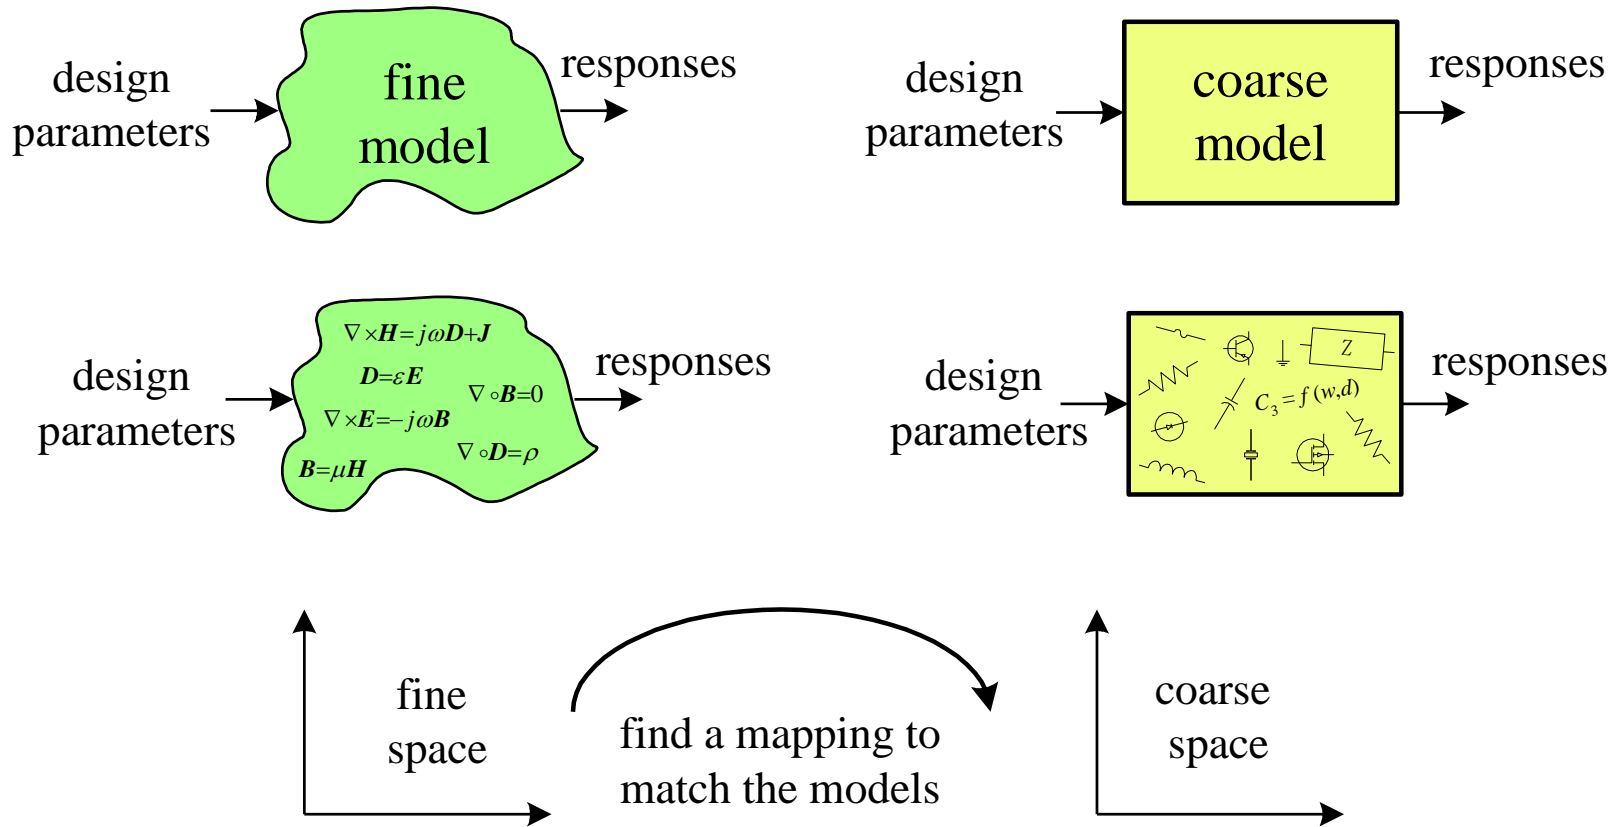 design
parameters
fine
model
responses
design
parameters
coarse
model
responses
design
parameters
∇×H=jωD+J
D=εE
∇∘B=0
∇×E=−jωB
∇∘D=ρ
B=μH
responses
design
parameters
Z
C₃=f(w,d)
responses
fine
space
find a mapping to
match the models
coarse
space